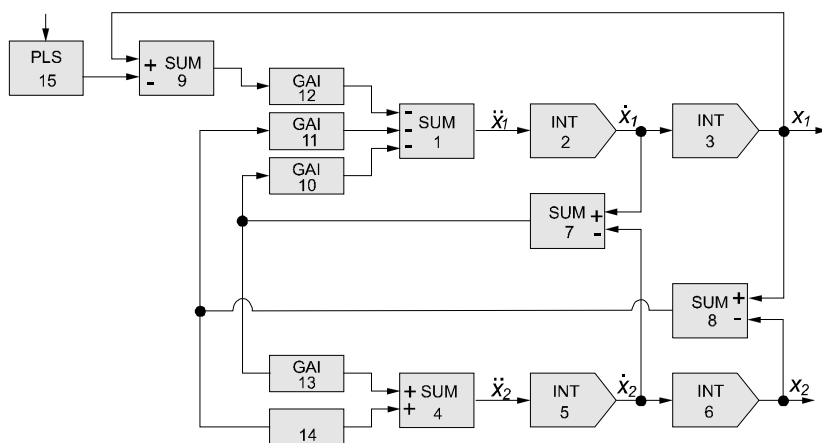 PLS
15
+
-
SUM
9
GAI
12
GAI
11
GAI
10
-
-
-
SUM
1
ẍ1
INT
2
ẋ1
INT
3
x1
SUM
7
+
-
SUM
8
+
-
GAI
13
14
+
+
SUM
4
ẍ2
INT
5
ẋ2
INT
6
x2